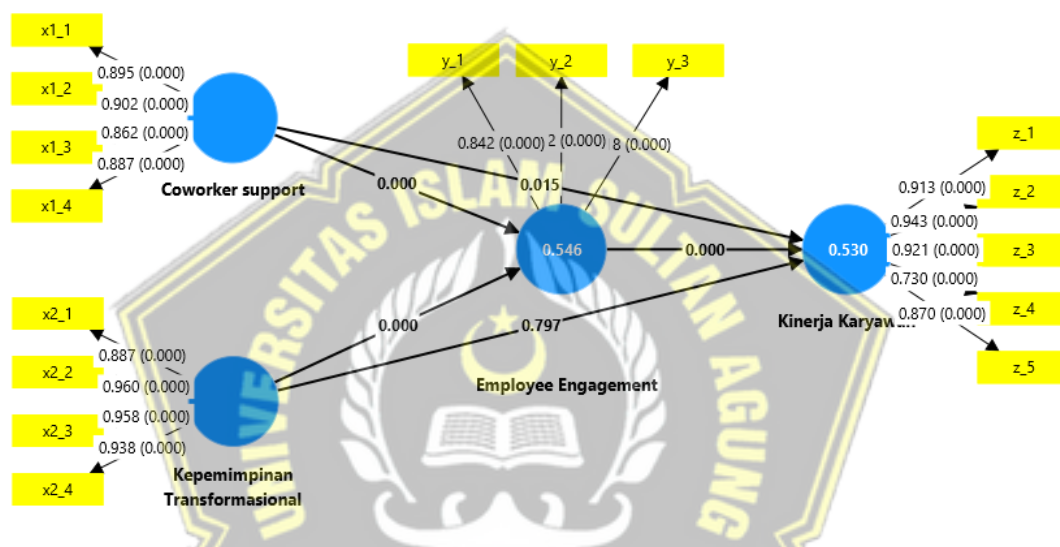 x1_1
x1_2
x1_3
x1_4
0.895 (0.000)
0.902 (0.000)
0.862 (0.000)
0.887 (0.000)
Coworker support
x2_1
x2_2
x2_3
x2_4
0.887 (0.000)
0.960 (0.000)
0.958 (0.000)
0.938 (0.000)
Kepemimpinan
Transformasional
y_1
y_2
y_3
0.842 (0.000)
2 (0.000)
8 (0.000)
0.000
0.015
0.546
0.000
0.000
0.797
Employee Engagement
0.530
Kinerja
z_1
z_2
z_3
z_4
z_5
0.913 (0.000)
0.943 (0.000)
0.921 (0.000)
0.730 (0.000)
0.870 (0.000)
UNIVERSITAS ISLAM SULTAN AGUNG